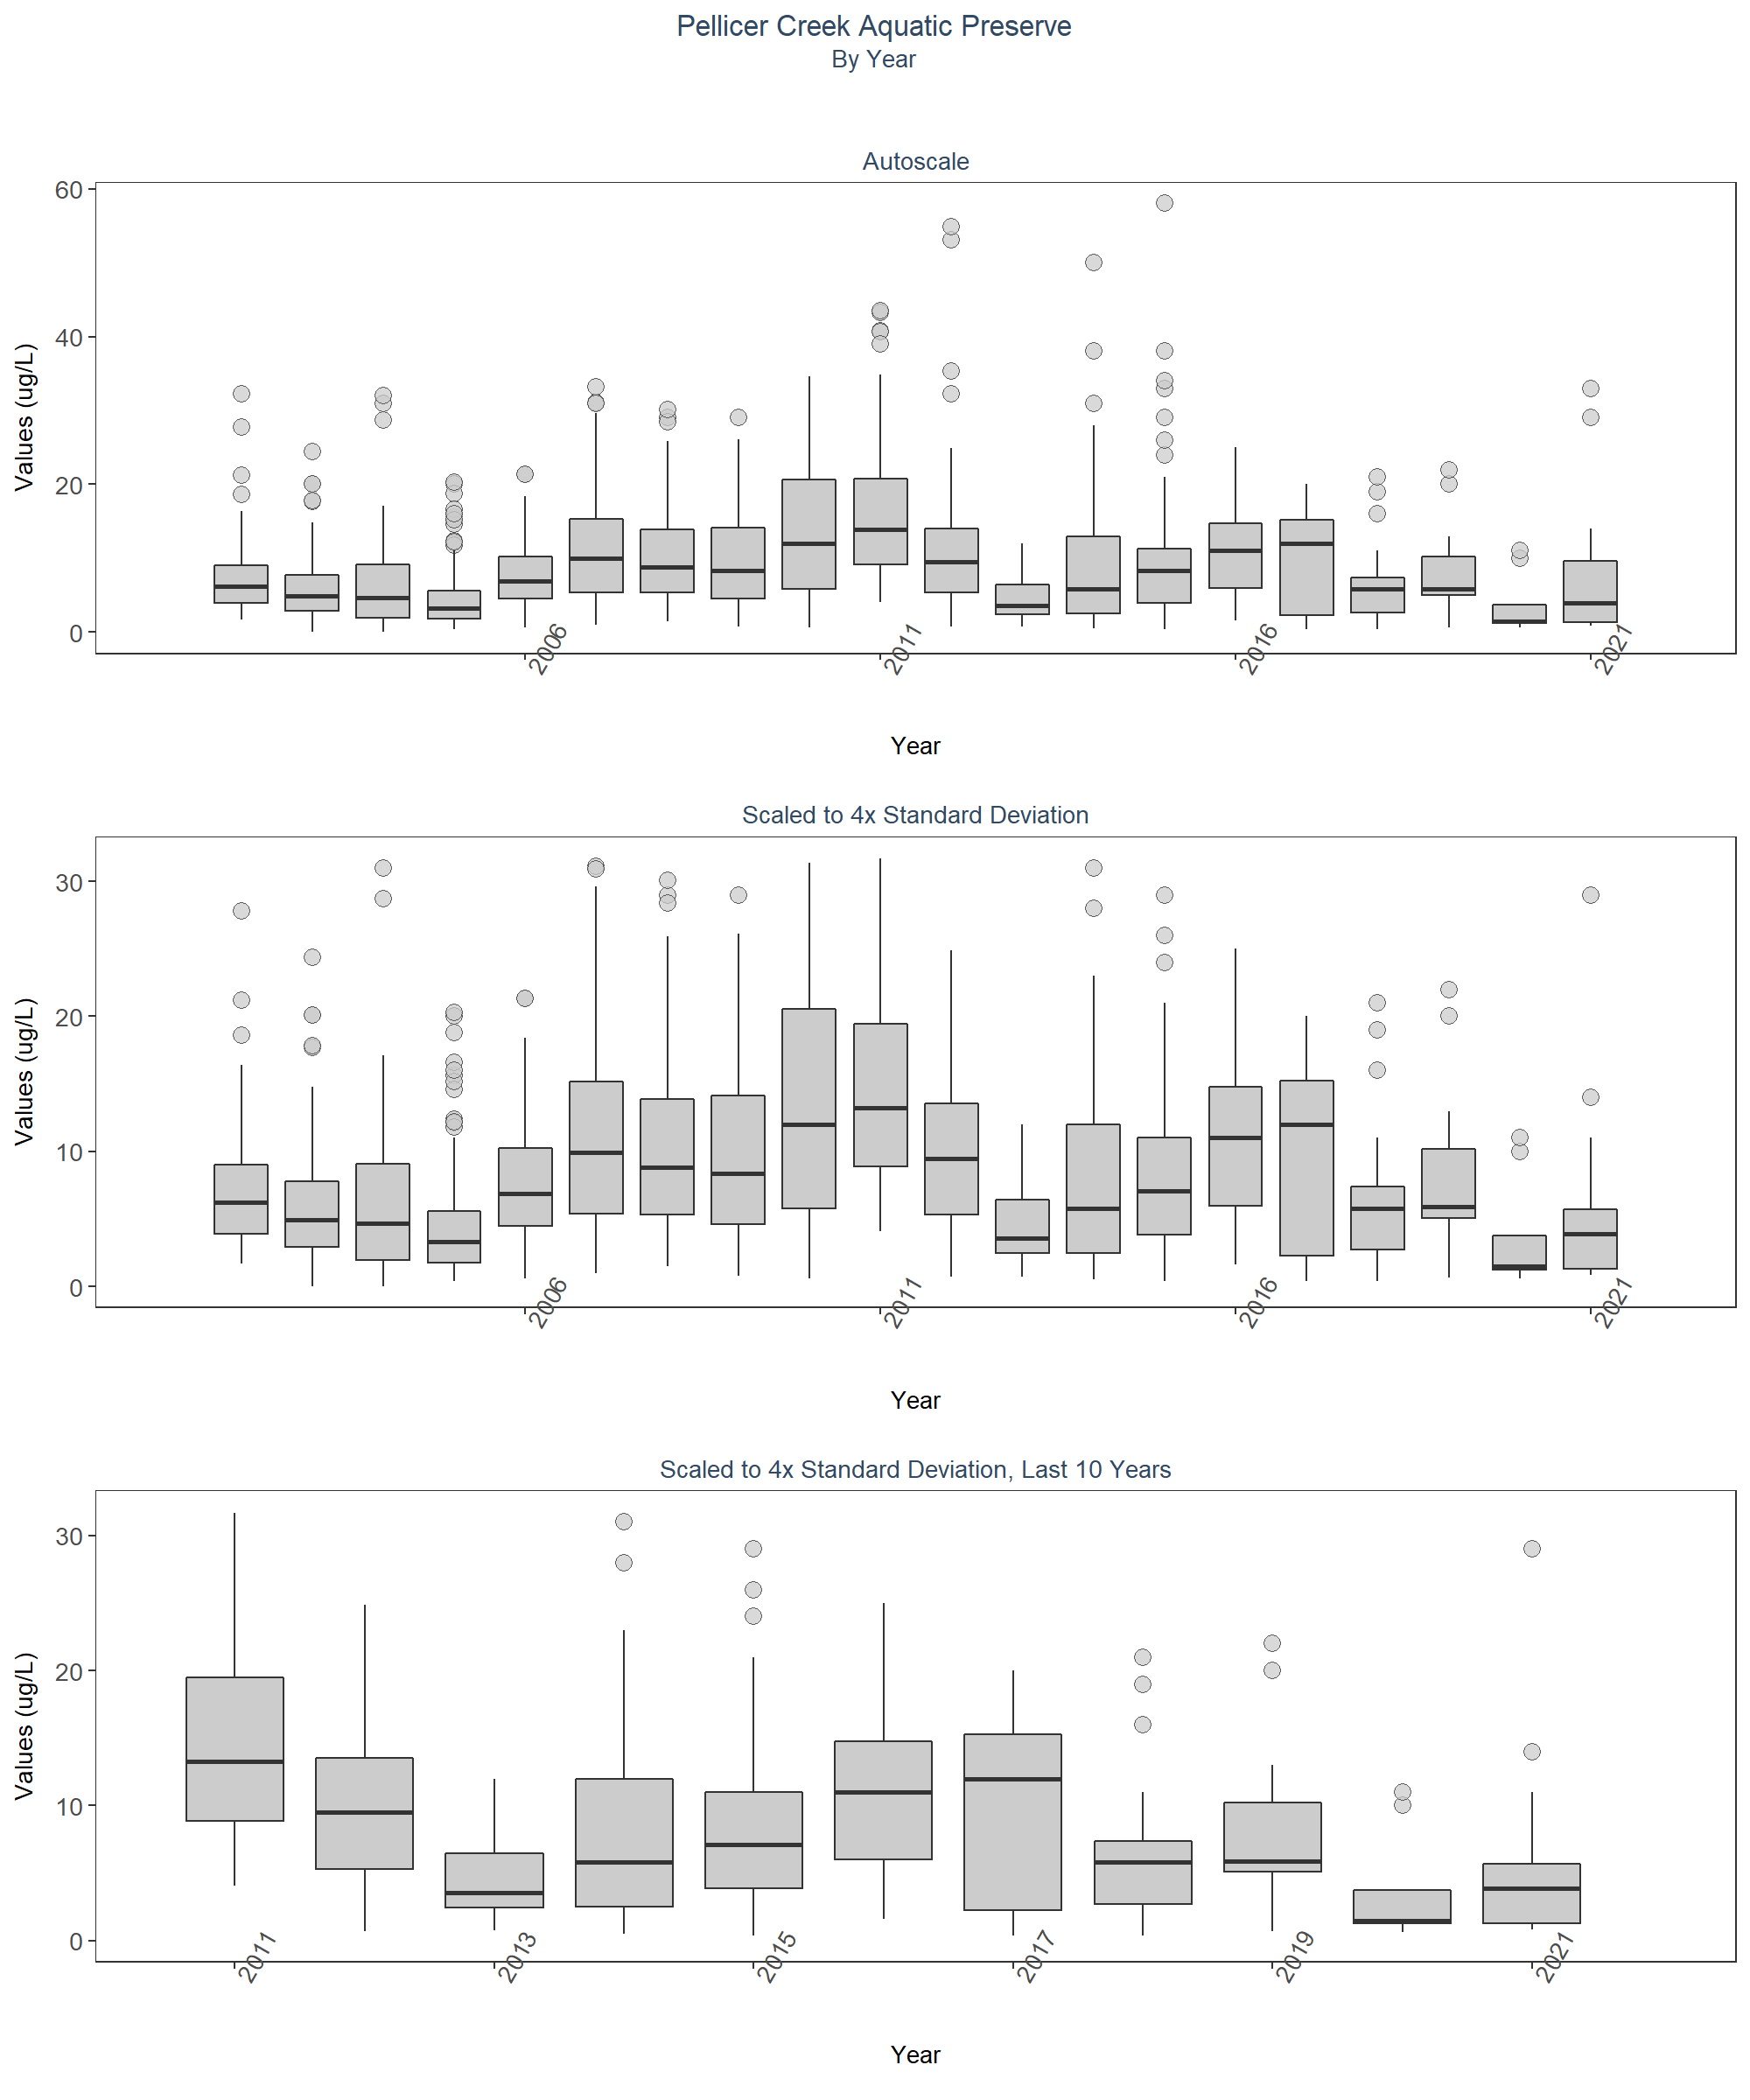 Pellicer Creek Aquatic Preserve
By Year
Autoscale
Values (ug/L)
60
40
20
0
2006
2011
2016
2021
Year
Scaled to 4x Standard Deviation
Values (ug/L)
30
20
10
0
2006
2011
2016
2021
Year
Scaled to 4x Standard Deviation, Last 10 Years
Values (ug/L)
30
20
10
0
2011
2013
2015
2017
2019
2021
Year